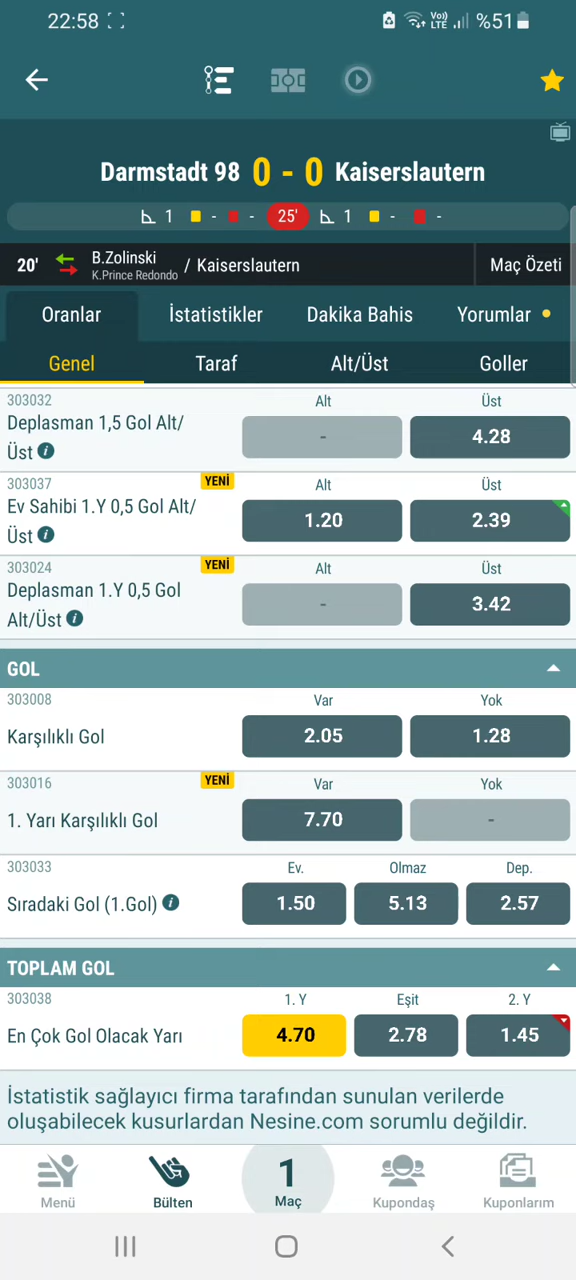 22:58 Vo)) LTE %51
Darmstadt 98 0 - 0 Kaiserslautern
1 - - 25' 1 - -
20' B.Zolinski / Kaiserslautern Maç Özeti
K.Prince Redondo
Oranlar İstatistikler Dakika Bahis Yorumlar
Genel Taraf Alt/Üst Goller
303032 Alt Üst
Deplasman 1,5 Gol Alt/
Üst - 4.28
303037 YENİ Alt Üst
Ev Sahibi 1.Y 0,5 Gol Alt/
Üst 1.20 2.39
303024 YENİ Alt Üst
Deplasman 1.Y 0,5 Gol
Alt/Üst - 3.42
GOL
303008 Var Yok
Karşılıklı Gol 2.05 1.28
303016 YENİ Var Yok
1. Yarı Karşılıklı Gol 7.70 -
303033 Ev. Olmaz Dep.
Sıradaki Gol (1.Gol) 1.50 5.13 2.57
TOPLAM GOL
303038 1. Y Eşit 2. Y
En Çok Gol Olacak Yarı 4.70 2.78 1.45
İstatistik sağlayıcı firma tarafından sunulan verilerde
oluşabilecek kusurlardan Nesine.com sorumlu değildir.
1
Menü Bülten Maç Kupondaş Kuponlarım